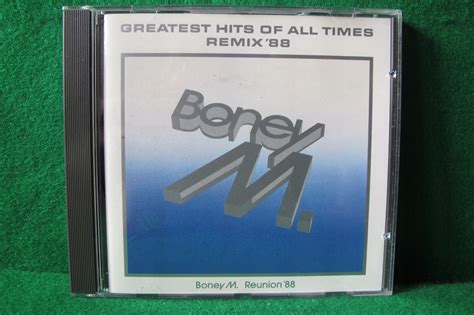 GREATEST HITS OF ALL TIMES
REMIX '88
Boney
M.
Boney M. Reunion '88